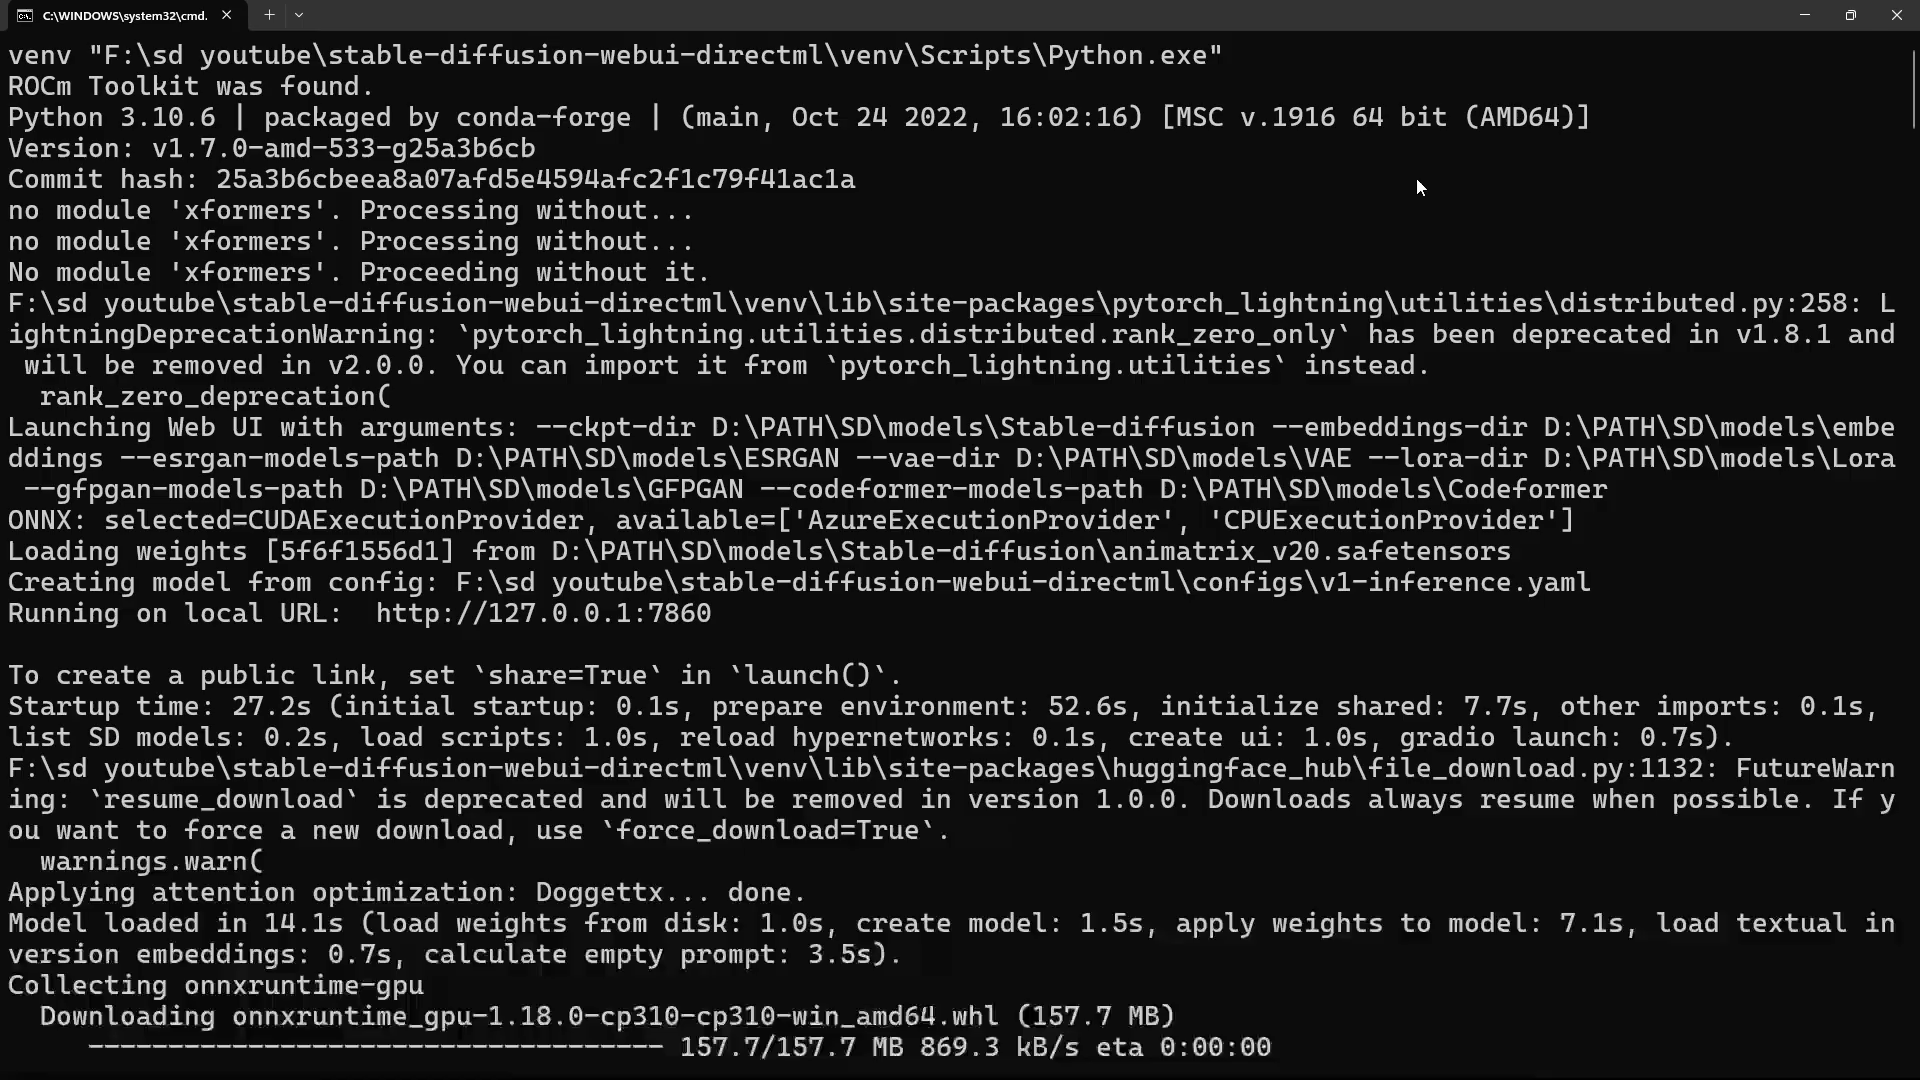 C:\WINDOWS\system32\cmd.
venv "F:\sd youtube\stable-diffusion-webui-directml\venv\Scripts\Python.exe"
ROCm Toolkit was found.
Python 3.10.6 | packaged by conda-forge | (main, Oct 24 2022, 16:02:16) [MSC v.1916 64 bit (AMD64)]
Version: v1.7.0-amd-533-g25a3b6cb
Commit hash: 25a3b6cbeea8a07afd5e4594afc2f1c79f41ac1a
no module 'xformers'. Processing without...
no module 'xformers'. Processing without...
No module 'xformers'. Proceeding without it.
F:\sd youtube\stable-diffusion-webui-directml\venv\lib\site-packages\pytorch_lightning\utilities\distributed.py:258: L
ightningDeprecationWarning: `pytorch_lightning.utilities.distributed.rank_zero_only` has been deprecated in v1.8.1 and
 will be removed in v2.0.0. You can import it from `pytorch_lightning.utilities` instead.
  rank_zero_deprecation(
Launching Web UI with arguments: --ckpt-dir D:\PATH\SD\models\Stable-diffusion --embeddings-dir D:\PATH\SD\models\embe
ddings --esrgan-models-path D:\PATH\SD\models\ESRGAN --vae-dir D:\PATH\SD\models\VAE --lora-dir D:\PATH\SD\models\Lora
 --gfpgan-models-path D:\PATH\SD\models\GFPGAN --codeformer-models-path D:\PATH\SD\models\Codeformer
ONNX: selected=CUDAExecutionProvider, available=['AzureExecutionProvider', 'CPUExecutionProvider']
Loading weights [5f6f1556d1] from D:\PATH\SD\models\Stable-diffusion\animatrix_v20.safetensors
Creating model from config: F:\sd youtube\stable-diffusion-webui-directml\configs\v1-inference.yaml
Running on local URL:  http://127.0.0.1:7860
To create a public link, set `share=True` in `launch()`.
Startup time: 27.2s (initial startup: 0.1s, prepare environment: 52.6s, initialize shared: 7.7s, other imports: 0.1s,
list SD models: 0.2s, load scripts: 1.0s, reload hypernetworks: 0.1s, create ui: 1.0s, gradio launch: 0.7s).
F:\sd youtube\stable-diffusion-webui-directml\venv\lib\site-packages\huggingface_hub\file_download.py:1132: FutureWarn
ing: `resume_download` is deprecated and will be removed in version 1.0.0. Downloads always resume when possible. If y
ou want to force a new download, use `force_download=True`.
  warnings.warn(
Applying attention optimization: Doggettx... done.
Model loaded in 14.1s (load weights from disk: 1.0s, create model: 1.5s, apply weights to model: 7.1s, load textual in
version embeddings: 0.7s, calculate empty prompt: 3.5s).
Collecting onnxruntime-gpu
  Downloading onnxruntime_gpu-1.18.0-cp310-cp310-win_amd64.whl (157.7 MB)
     ------------------------------------ 157.7/157.7 MB 869.3 kB/s eta 0:00:00